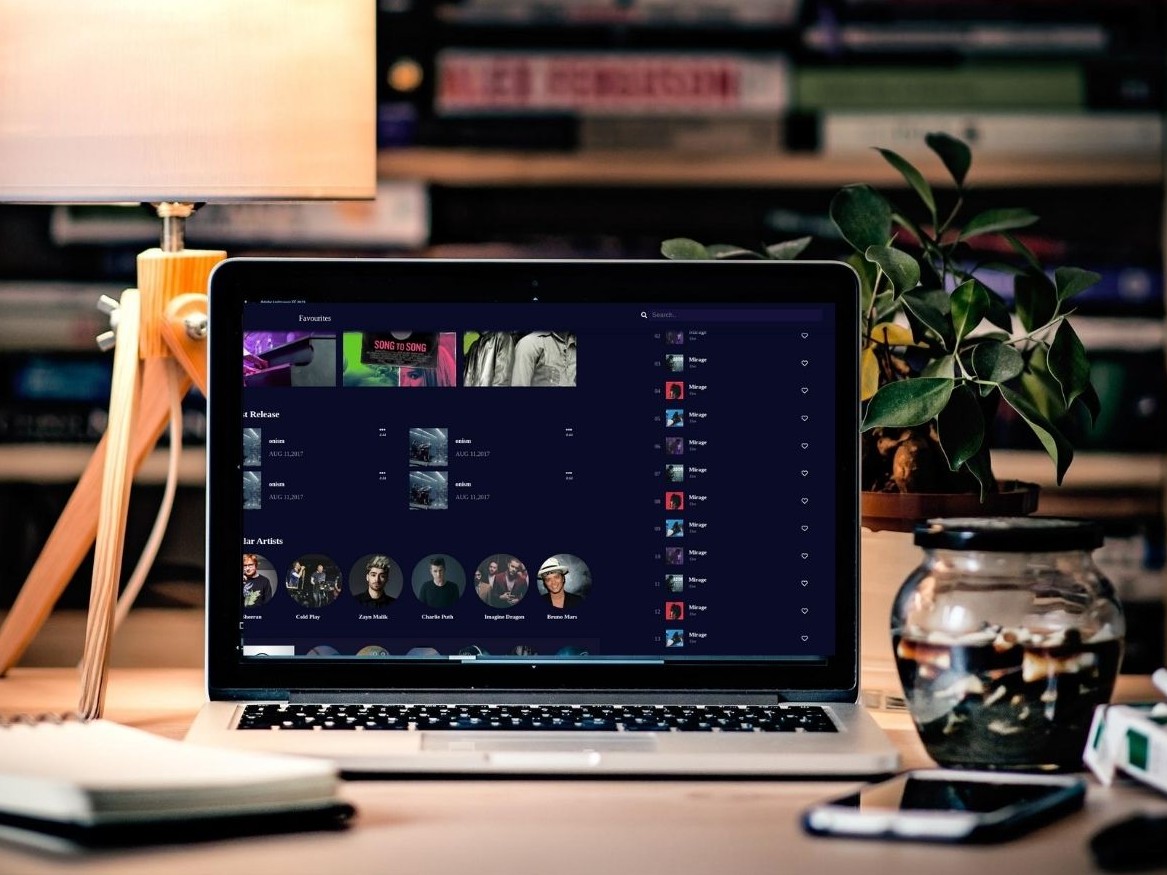 ALEX FERGUSON
Favourites
Search..
SONG TO SONG
Mirage
03 Mirage
04 Mirage
05 Mirage
06 Mirage
07 Mirage
08 Mirage
09 Mirage
10 Mirage
11 Mirage
12 Mirage
13 Mirage
st Release
onism
AUG 11,2017
onism
AUG 11,2017
onism
AUG 11,2017
onism
AUG 11,2017
lar Artists
Sheeran
Cold Play
Zayn Malik
Charlie Puth
Imagine Dragon
Bruno Mars